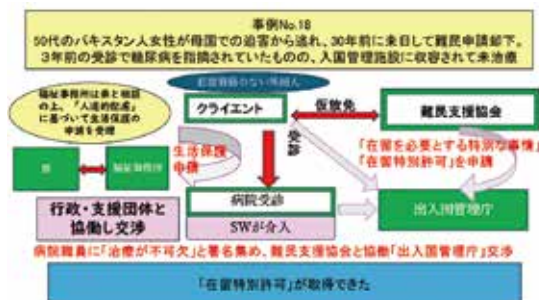 事例No.18
50代のパキスタン人女性が母国での迫害から逃れ、30年前に来日して難民申請却下。
3年前の受診で糖尿病を指摘されていたものの、入国管理施設に収容されて未治療
在留資格のない外国人
福祉事務所は県と相談
の上、「人道的配慮」
に基づいて生活保護の
申請を受理
クライエント
仮放免
難民支援協会
受診
生活保護
申請
「在留を必要とする特別な事情」
「在留特別許可」を申請
県
福祉事務所
病院受診
SWが介入
出入国管理庁
行政・支援団体と
協働し交渉
病院職員に「治療が不可欠」と署名集め、難民支援協会と協働「出入国管理庁」交渉
「在留特別許可」が取得できた